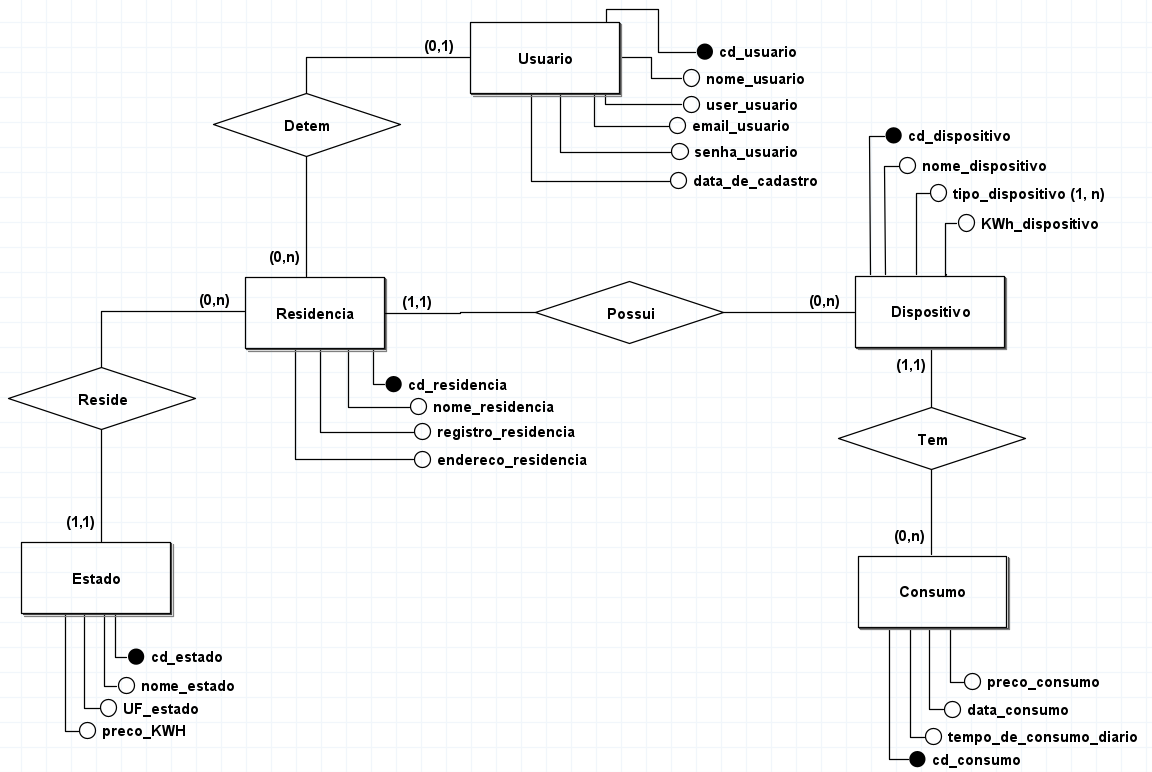 (0,1)
Usuario
cd_usuario
nome_usuario
user_usuario
email_usuario
senha_usuario
data_de_cadastro
Detem
(0,n)
cd_dispositivo
nome_dispositivo
tipo_dispositivo (1, n)
KWh_dispositivo
(0,n)
Residencia
(1,1)
Possui
(0,n)
Dispositivo
(1,1)
cd_residencia
nome_residencia
registro_residencia
endereco_residencia
Reside
Tem
(1,1)
(0,n)
Estado
Consumo
cd_estado
nome_estado
UF_estado
preco_KWH
preco_consumo
data_consumo
tempo_de_consumo_diario
cd_consumo